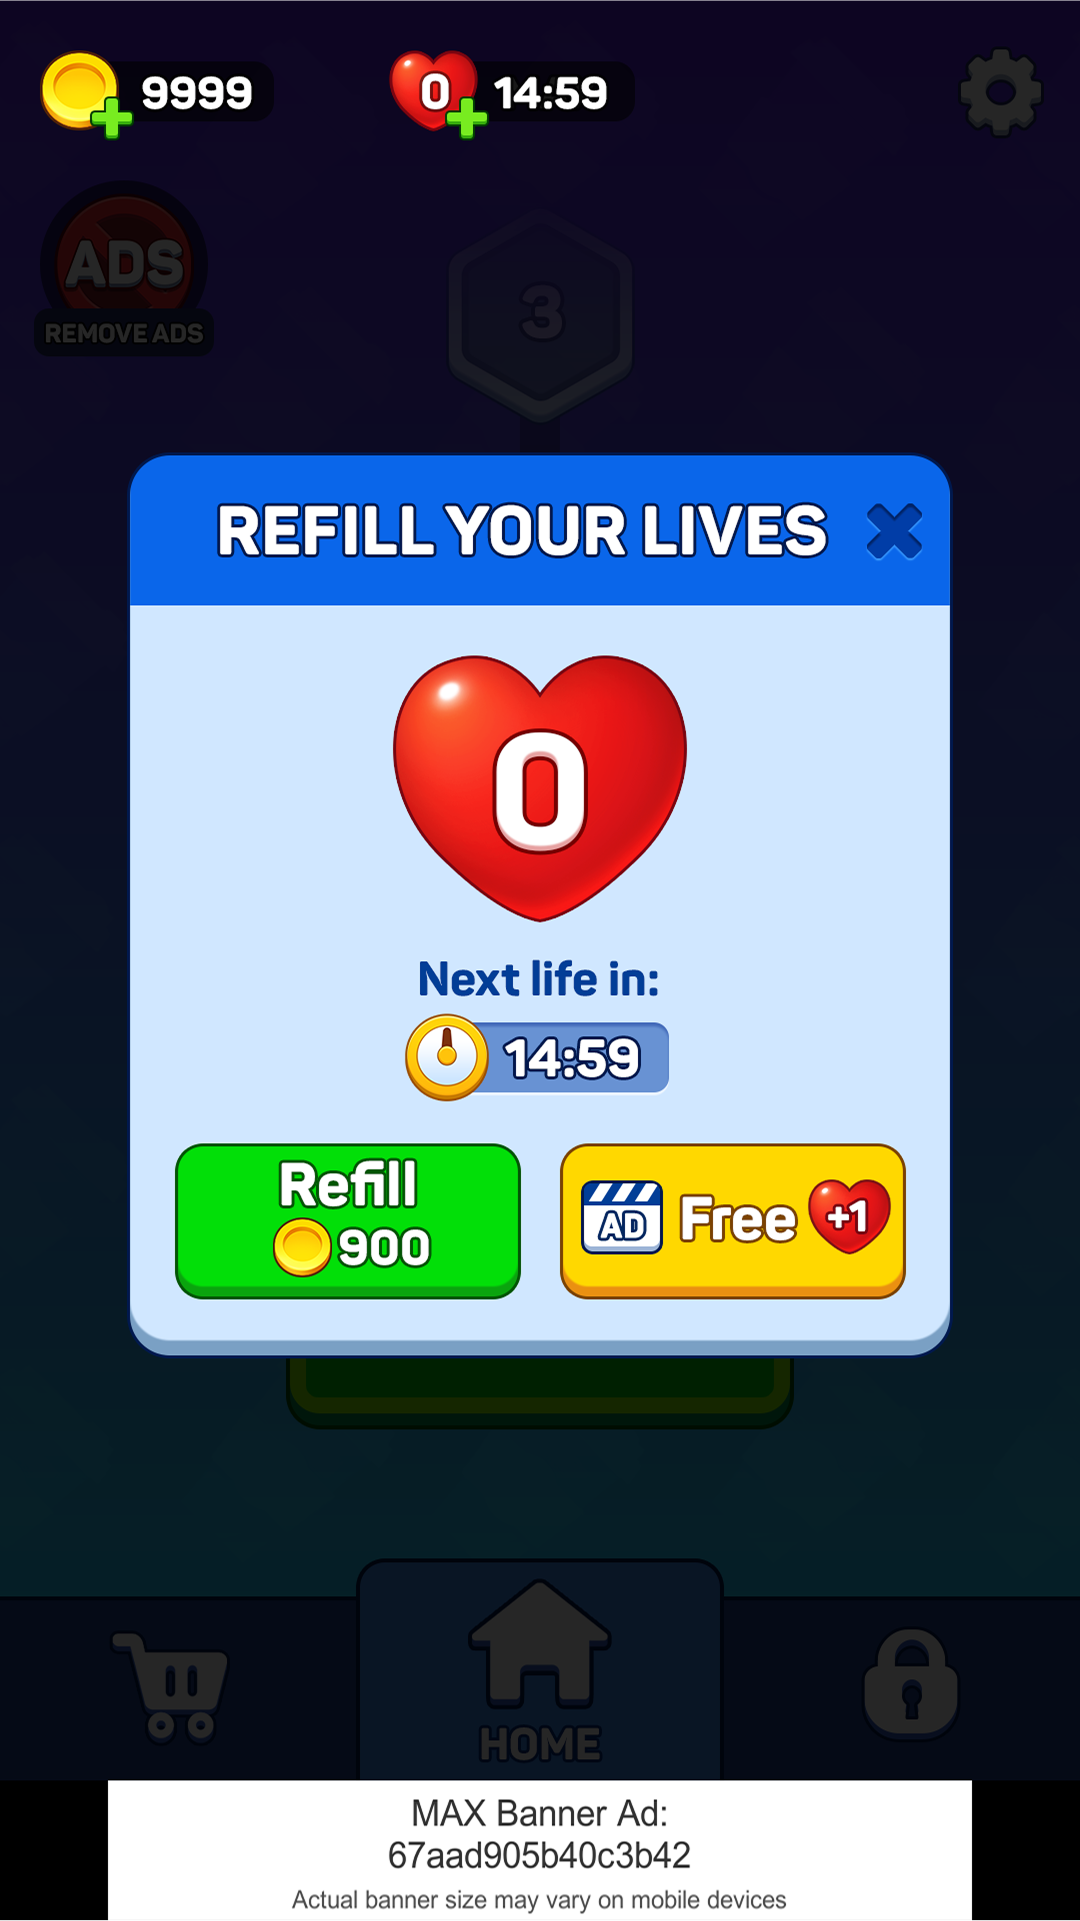 9999
0
14:59
ADS
REMOVE ADS
3
REFILL YOUR LIVES
0
Next life in:
14:59
Refill
900
AD
Free
+1
HOME
MAX Banner Ad:
67aad905b40c3b42
Actual banner size may vary on mobile devices